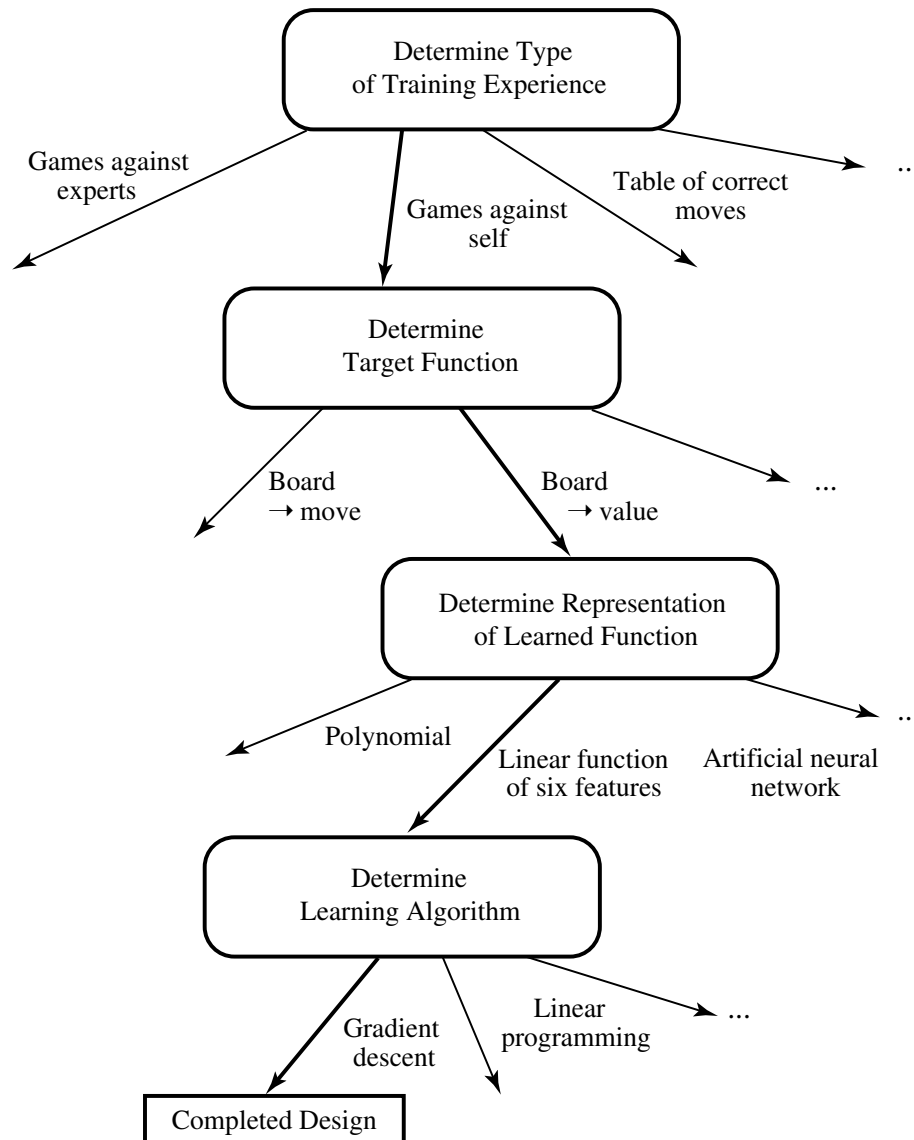 Determine Type
of Training Experience
Games against
experts
Games against
self
Table of correct
moves
..
Determine
Target Function
Board
→ move
Board
→ value
...
Determine Representation
of Learned Function
Polynomial
Linear function
of six features
Artificial neural
network
..
Determine
Learning Algorithm
Gradient
descent
Linear
programming
...
Completed Design